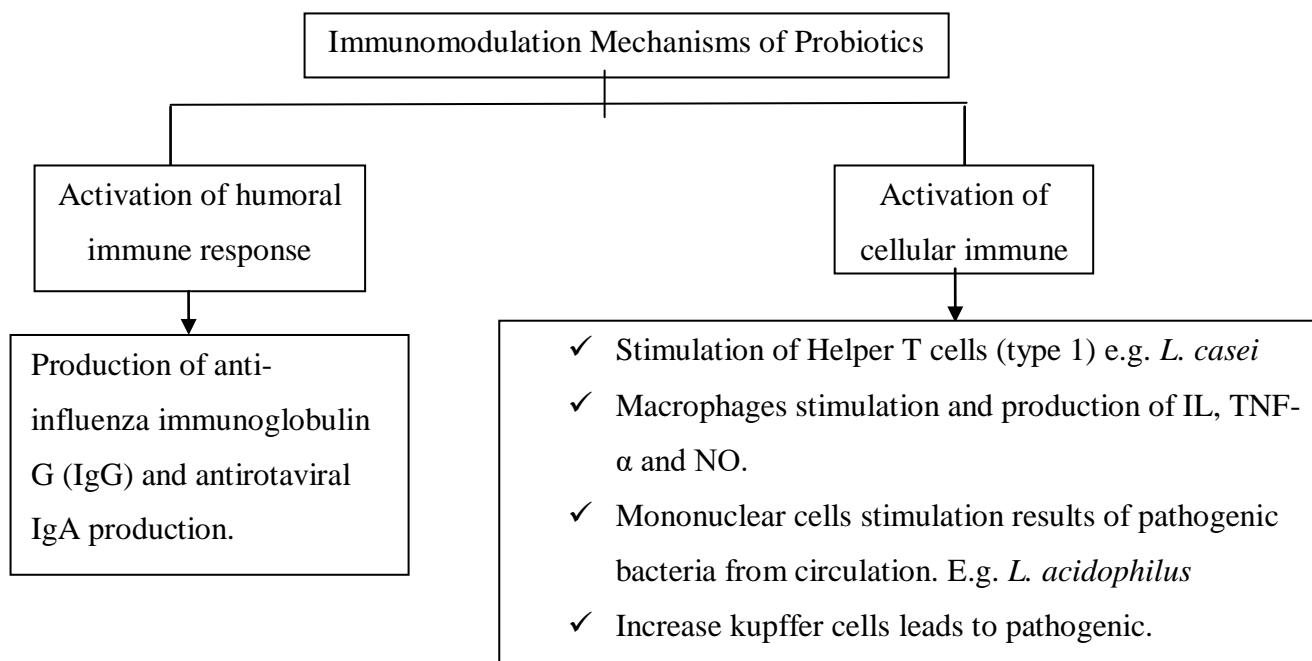 Immunomodulation Mechanisms of Probiotics
Activation of humoral
immune response
Activation of
cellular immune
Production of anti-
influenza immunoglobulin
G (IgG) and antirotaviral
IgA production.
✓ Stimulation of Helper T cells (type 1) e.g. L. casei
✓ Macrophages stimulation and production of IL, TNF-
α and NO.
✓ Mononuclear cells stimulation results of pathogenic
bacteria from circulation. E.g. L. acidophilus
✓ Increase kupffer cells leads to pathogenic.